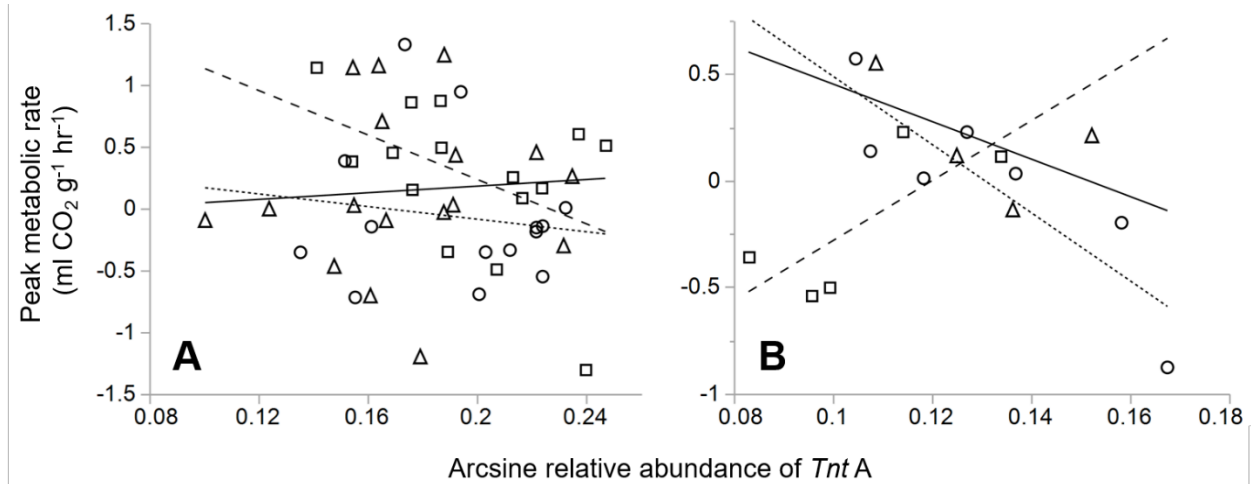 Peak metabolic rate
(ml CO₂ g⁻¹ hr⁻¹)
1.5
1
0.5
0
-0.5
-1
-1.5
A
0.08 0.12 0.16 0.2 0.24
0.5
0
-0.5
-1
B
0.08 0.1 0.12 0.14 0.16 0.18
Arcsine relative abundance of Tnt A